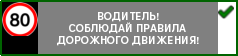 80
ВОДИТЕЛЬ!
СОБЛЮДАЙ ПРАВИЛА
ДОРОЖНОГО ДВИЖЕНИЯ!